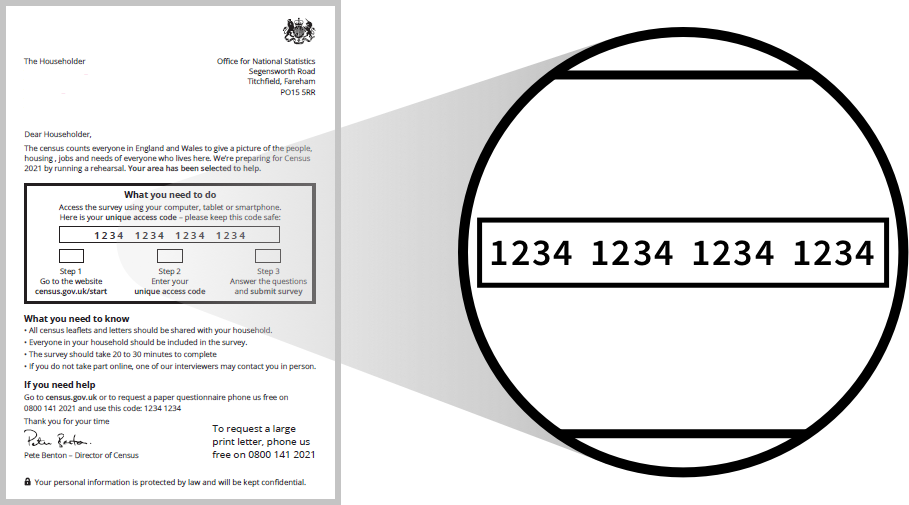 The Householder
Office for National Statistics
Segensworth Road
Titchfield, Fareham
PO15 5RR
Dear Householder,
The census counts everyone in England and Wales to give a picture of the people,
housing , jobs and needs of everyone who lives here. We're preparing for Census
2021 by running a rehearsal. Your area has been selected to help.
What you need to do
Access the survey using your computer, tablet or smartphone.
Here is your unique access code – please keep this code safe:
1234 1234 1234 1234
Step 1
Go to the website
census.gov.uk/start
Step 2
Enter your
unique access code
Step 3
Answer the questions
and submit survey
What you need to know
• All census leaflets and letters should be shared with your household.
• Everyone in your household should be included in the survey.
• The survey should take 20 to 30 minutes to complete
• If you do not take part online, one of our interviewers may contact you in person.
If you need help
Go to census.gov.uk or to request a paper questionnaire phone us free on
0800 141 2021 and use this code: 1234 1234
Thank you for your time
Pete Benton
Pete Benton – Director of Census
To request a large
print letter, phone us
free on 0800 141 2021
Your personal information is protected by law and will be kept confidential.
1234 1234 1234 1234